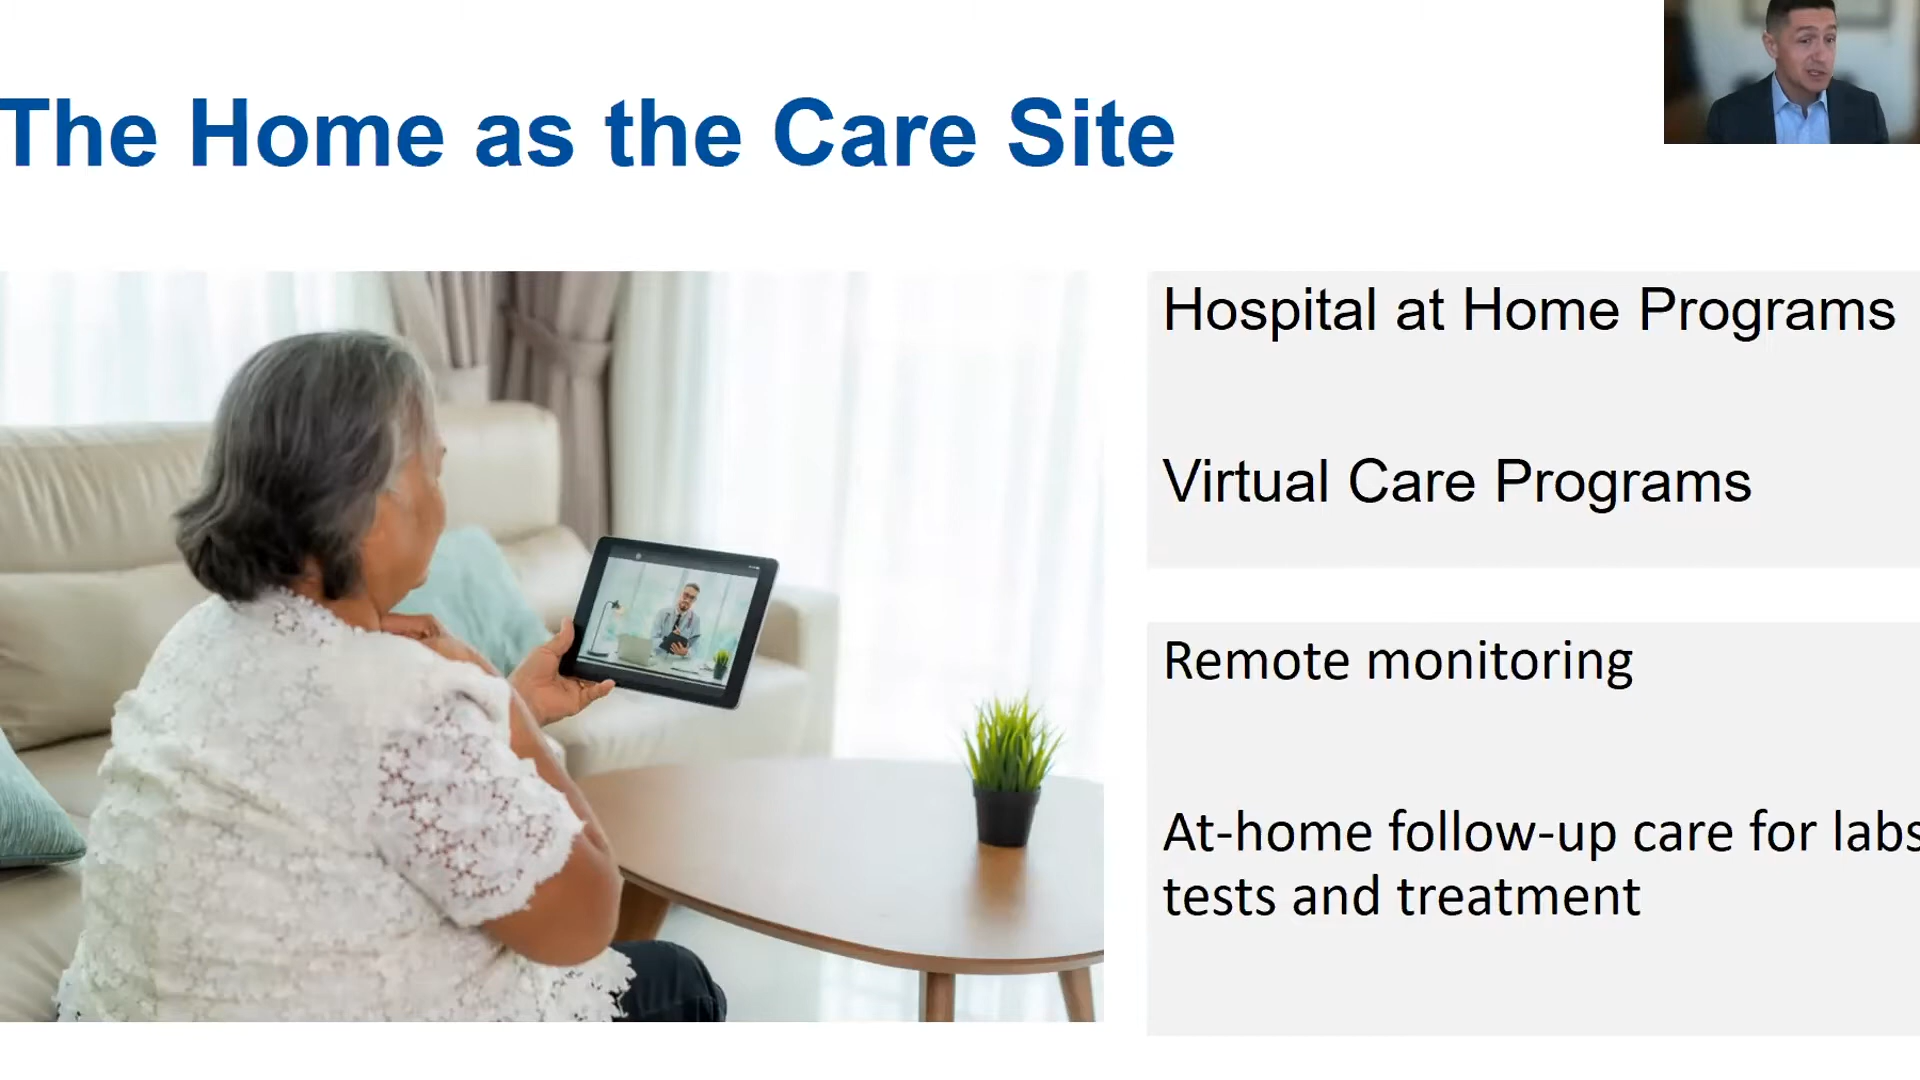 The Home as the Care Site
Hospital at Home Programs
Virtual Care Programs
Remote monitoring
At-home follow-up care for labs
tests and treatment